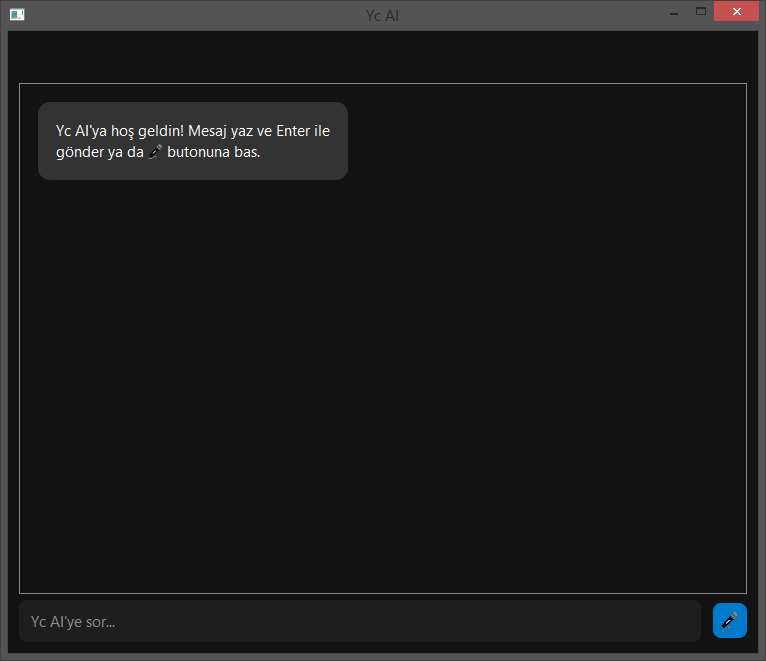 Yc AI
Yc AI'ya hoş geldin! Mesaj yaz ve Enter ile
gönder ya da 🖋 butonuna bas.
Yc AI'ye sor...